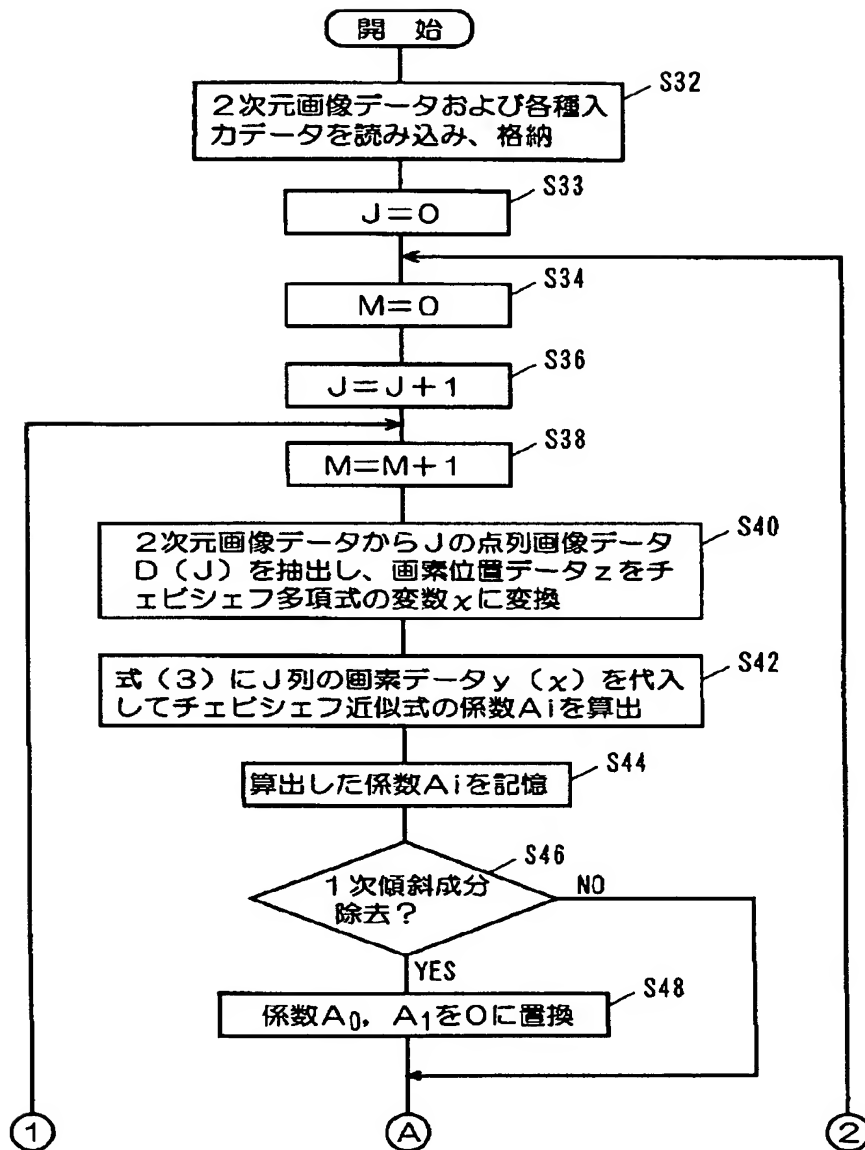 開 始
S32
2次元画像データおよび各種入
力データを読み込み、格納
S33
J=0
S34
M=0
S36
J=J+1
S38
M=M+1
S40
2次元画像データからJの点列画像データ
D(J)を抽出し、画素位置データzをチ
ェビシェフ多項式の変数χに変換
S42
式(3)にJ列の画素データy(χ)を代入
してチェビシェフ近似式の係数Aiを算出
S44
算出した係数Aiを記憶
S46
1次傾斜成分
除去?
NO
YES
S48
係数A0, A1を0に置換
1
A
2